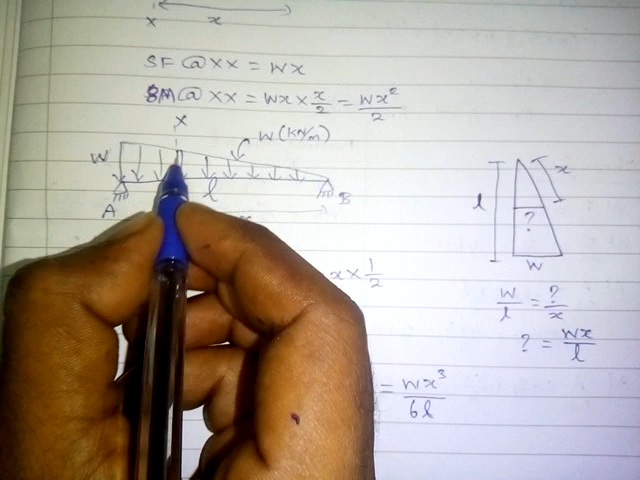 x x
SF @ XX = wx
BM @ XX = wx × x/2 = wx²/2
X
W W (kN/m)
l
A B
x × 1/2
= wx³/6l
l x
?
W
W/l = ?/x
? = wx/l